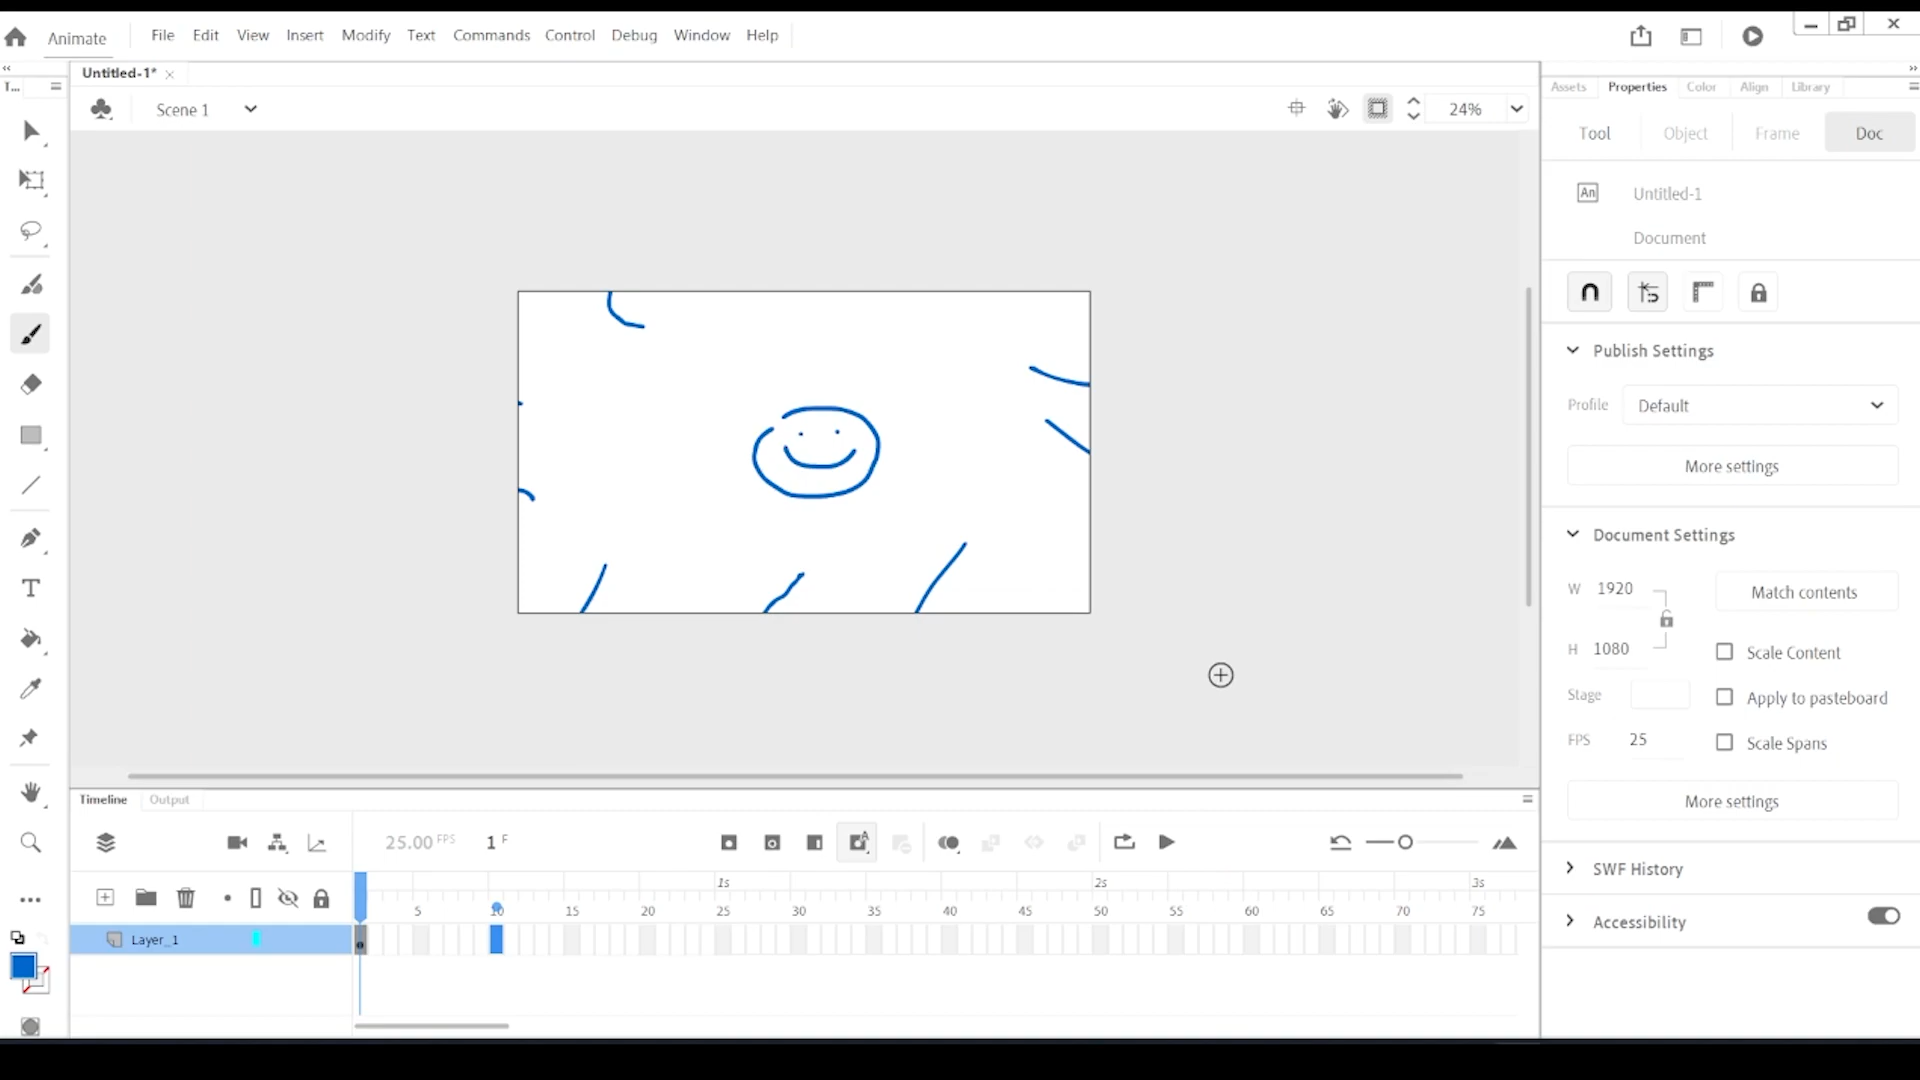 Animate
File Edit View Insert Modify Text Commands Control Debug Window Help
Untitled-1*
T...
Scene 1
24%
Assets Properties Color Align Library
Tool Object Frame Doc
An Untitled-1
Document
Publish Settings
Profile Default
More settings
Document Settings
W 1920
Match contents
H 1080
Scale Content
Stage
Apply to pasteboard
FPS 25
Scale Spans
More settings
SWF History
Accessibility
T
Timeline Output
25.00 FPS 1 F
1s 2s 3s
5 10 15 20 25 30 35 40 45 50 55 60 65 70 75
Layer_1